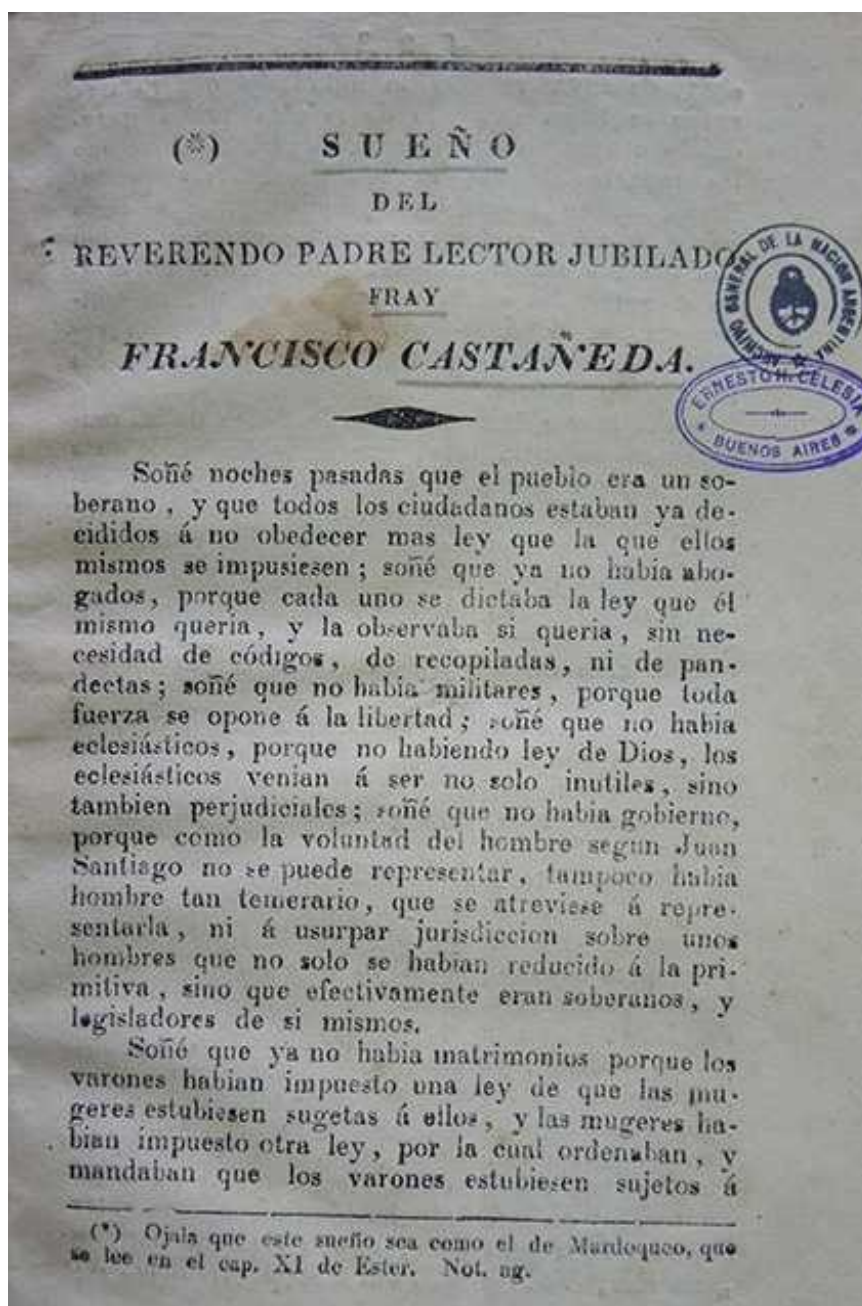 (*) SUEÑO
DEL
REVERENDO PADRE LECTOR JUBILADO
FRAY
FRANCISCO CASTAÑEDA.
ARCHIVO GENERAL DE LA NACION ARGENTINA
ERNESTO H. CELESIA
BUENOS AIRES
Soñé noches pasadas que el pueblo era un so-
berano, y que todos los ciudadanos estaban ya de-
cididos á no obedecer mas ley que la que ellos
mismos se impusiesen; soñé que ya no habia abo-
gados, porque cada uno se dictaba la ley que él
mismo queria, y la observaba si queria, sin ne-
cesidad de códigos, de recopiladas, ni de pan-
dectas; soñé que no habia militares, porque toda
fuerza se opone á la libertad; soñé que no habia
eclesiásticos, porque no habiendo ley de Dios, los
eclesiásticos venian á ser no solo inutiles, sino
tambien perjudiciales; soñé que no habia gobierno,
porque como la voluntad del hombre segun Juan
Santiago no se puede representar, tampoco habia
hombre tan temerario, que se atreviese á repre-
sentarla, ni á usurpar jurisdiccion sobre unos
hombres que no solo se habian reducido á la pri-
mitiva, sino que efectivamente eran soberanos, y
legisladores de si mismos.
Soñé que ya no habia matrimonios porque los
varones habian impuesto una ley de que las mu-
geres estubiesen sugetas á ellos, y las mugeres ha-
bian impuesto otra ley, por la cual ordenaban, y
mandaban que los varones estubiesen sujetos á
(*) Ojala que este sueño sea como el de Mardoqueo, que
se lee en el cap. XI de Ester. Not. ag.